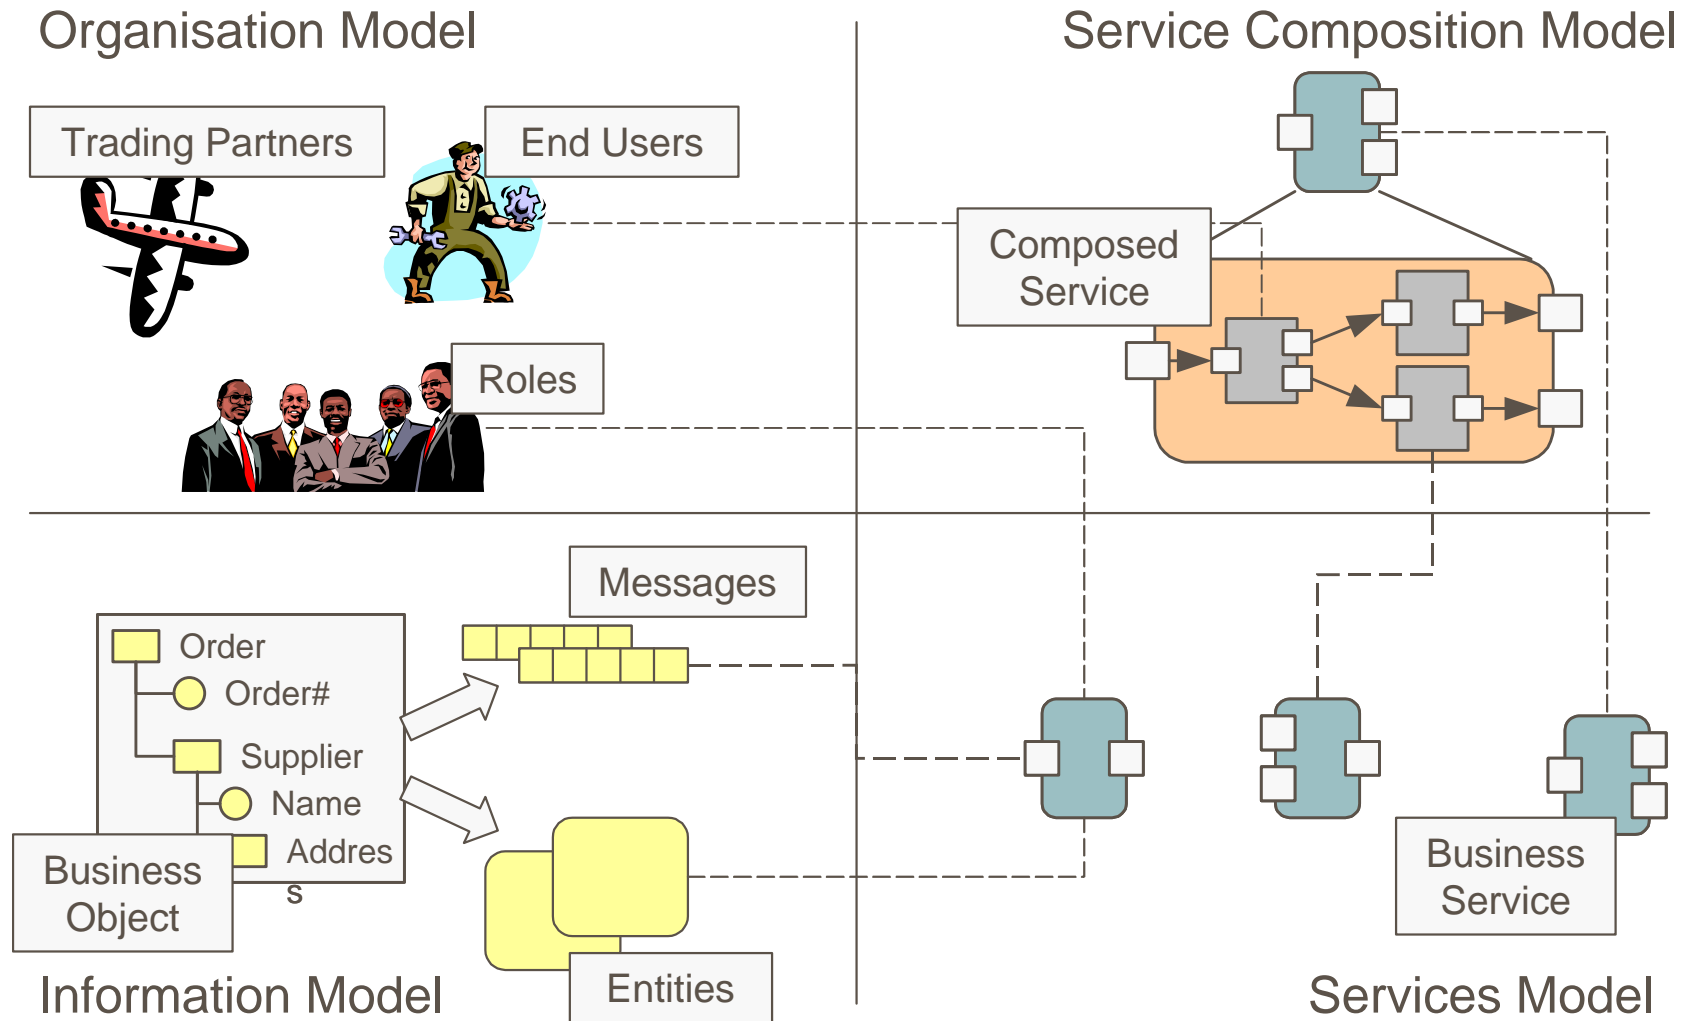 Organisation Model
Service Composition Model
Trading Partners
End Users
Composed
Service
Roles
Messages
Order
Order#
Supplier
Name
Addres
s
Business
Object
Entities
Business
Service
Information Model
Services Model